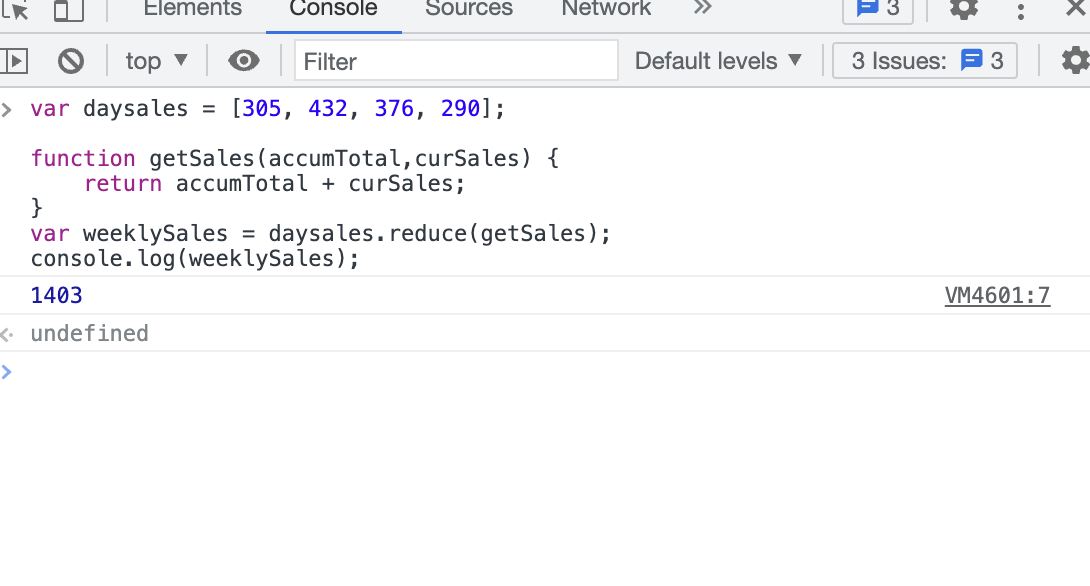 Elements Console Sources Network 3
top Filter Default levels 3 Issues: 3
var daysales = [305, 432, 376, 290];
function getSales(accumTotal,curSales) {
    return accumTotal + curSales;
}
var weeklySales = daysales.reduce(getSales);
console.log(weeklySales);
1403 VM4601:7
undefined